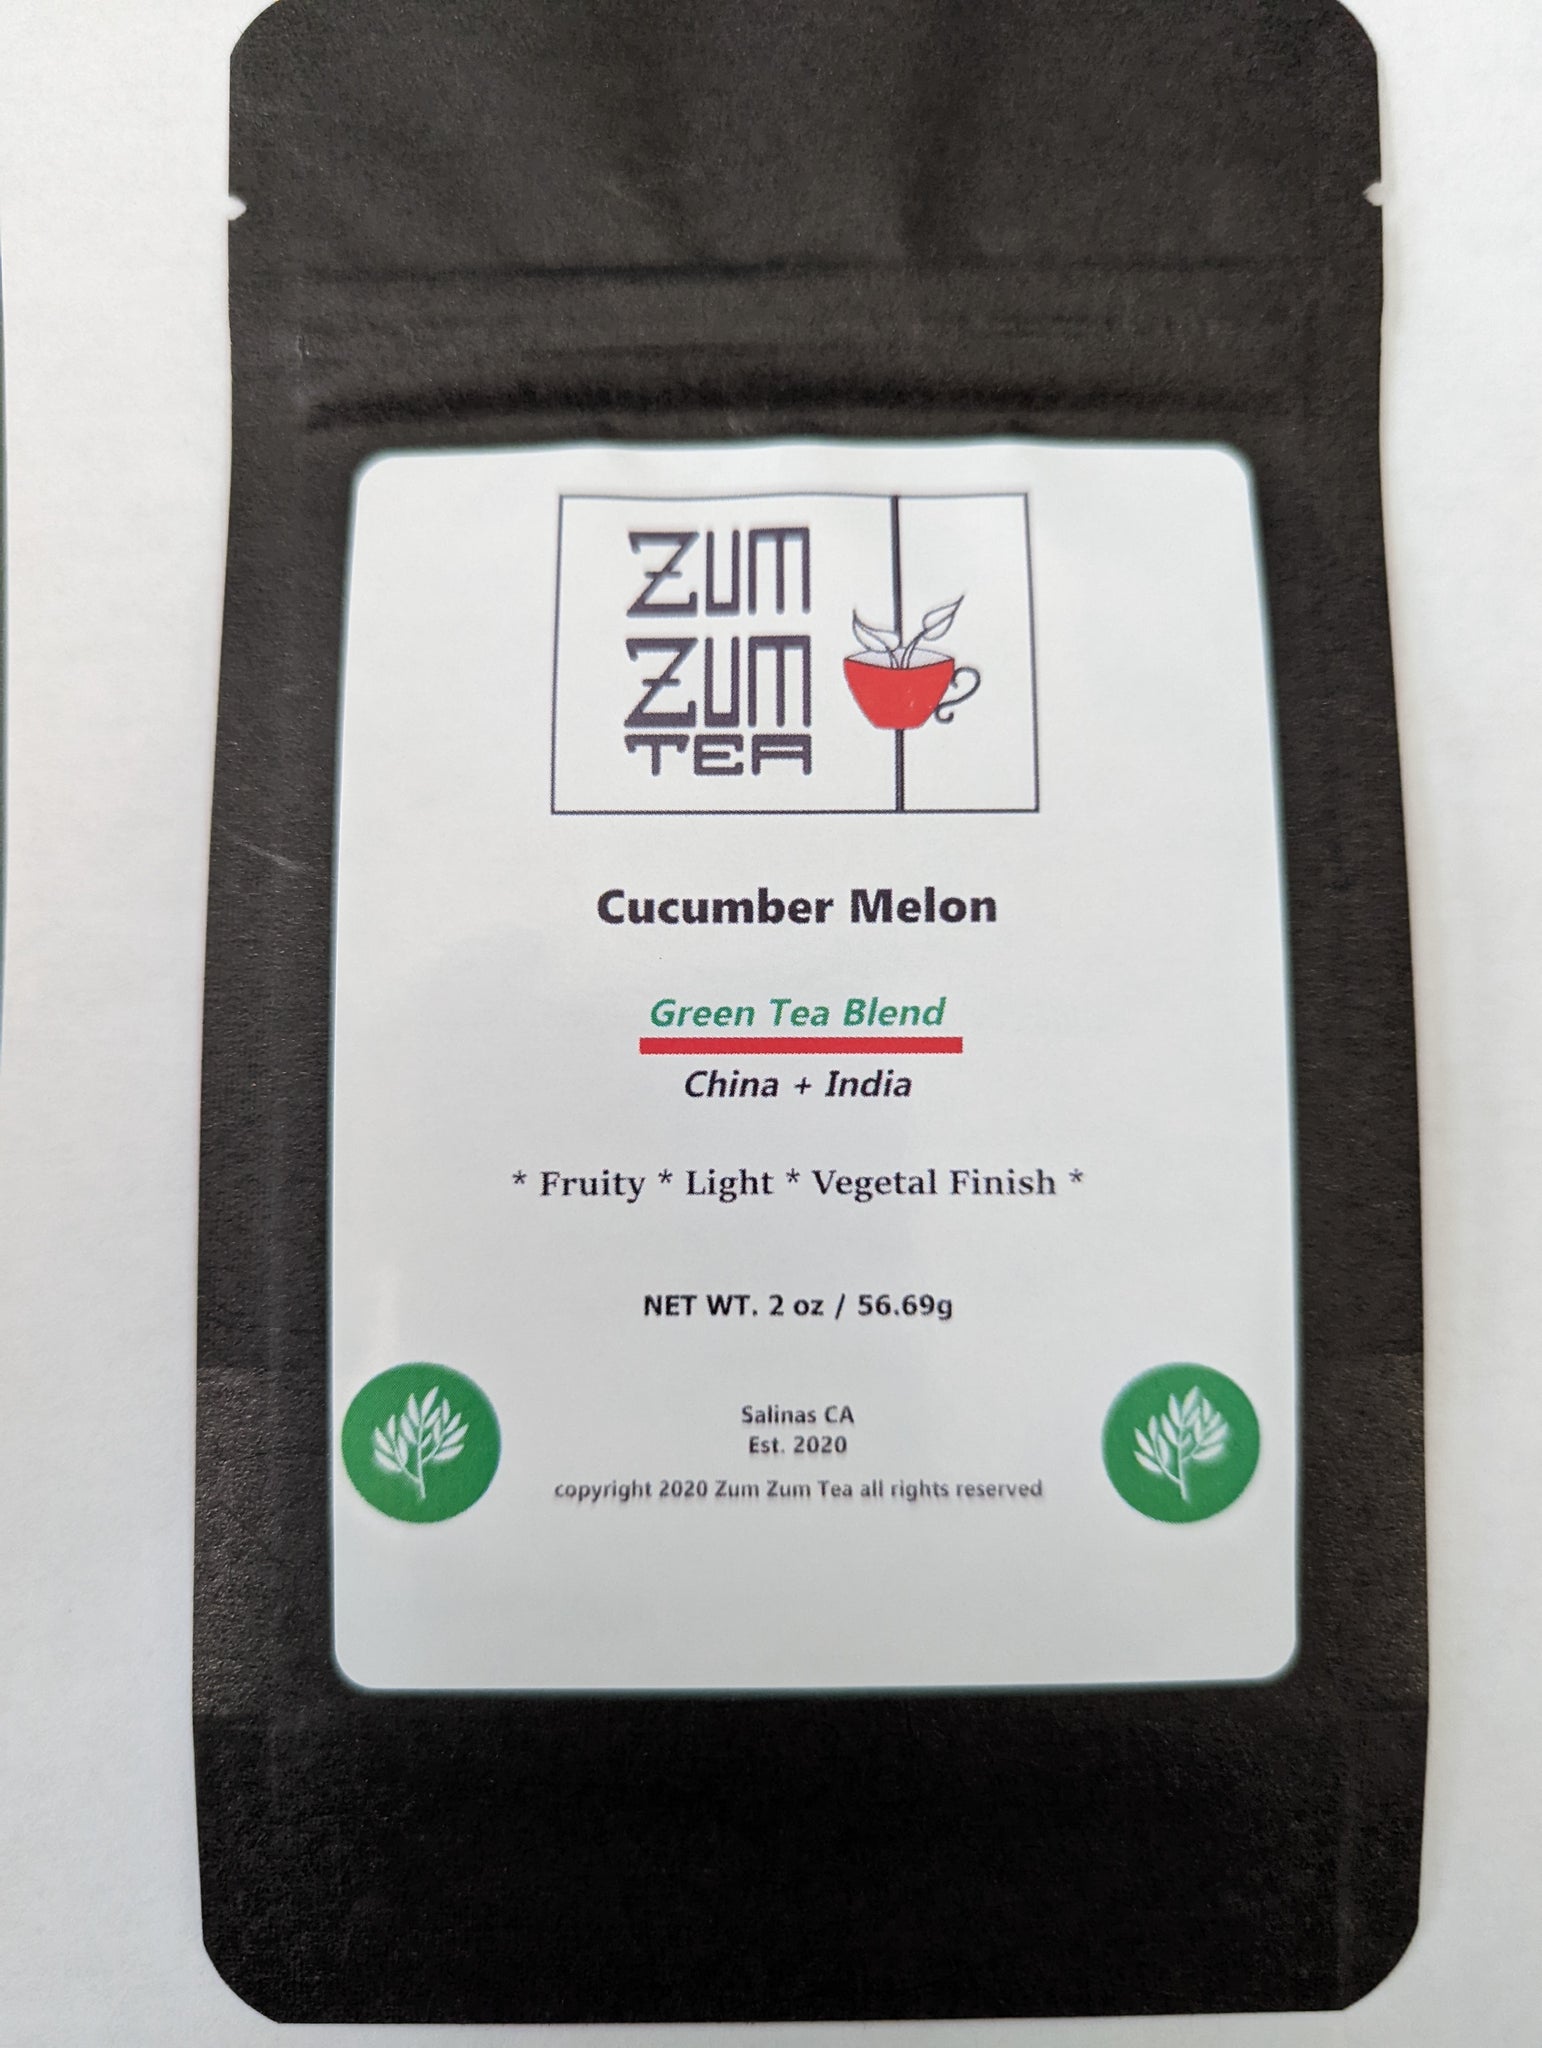 ZUM
ZUM
TEA
Cucumber Melon
Green Tea Blend
China + India
* Fruity * Light * Vegetal Finish *
NET WT. 2 oz / 56.69g
Salinas CA
Est. 2020
copyright 2020 Zum Zum Tea all rights reserved